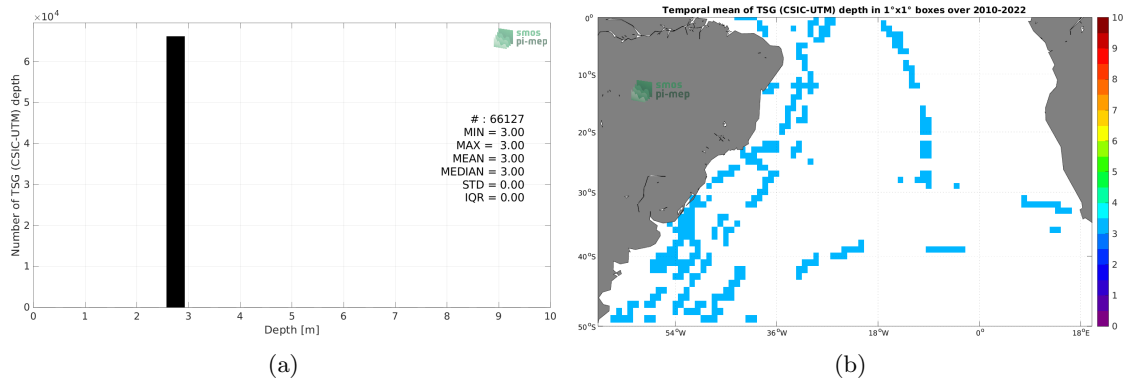 ×10⁴
6
5
4
3
2
1
0
Number of TSG (CSIC-UTM) depth
smos
pi-mep
# : 66127
MIN = 3.00
MAX = 3.00
MEAN = 3.00
MEDIAN = 3.00
STD = 0.00
IQR = 0.00
0 1 2 3 4 5 6 7 8 9 10
Depth [m]
(a)
Temporal mean of TSG (CSIC-UTM) depth in 1°x1° boxes over 2010-2022
0°
10°S
20°S
30°S
40°S
50°S
smos
pi-mep
54°W 36°W 18°W 0° 18°E
10
9
8
7
6
5
4
3
2
1
0
(b)